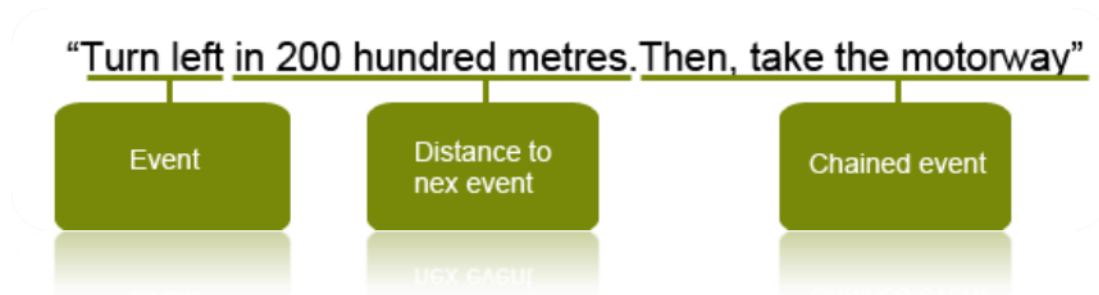 “Turn left in 200 hundred metres.Then, take the motorway”
Event
Distance to
nex event
Chained event